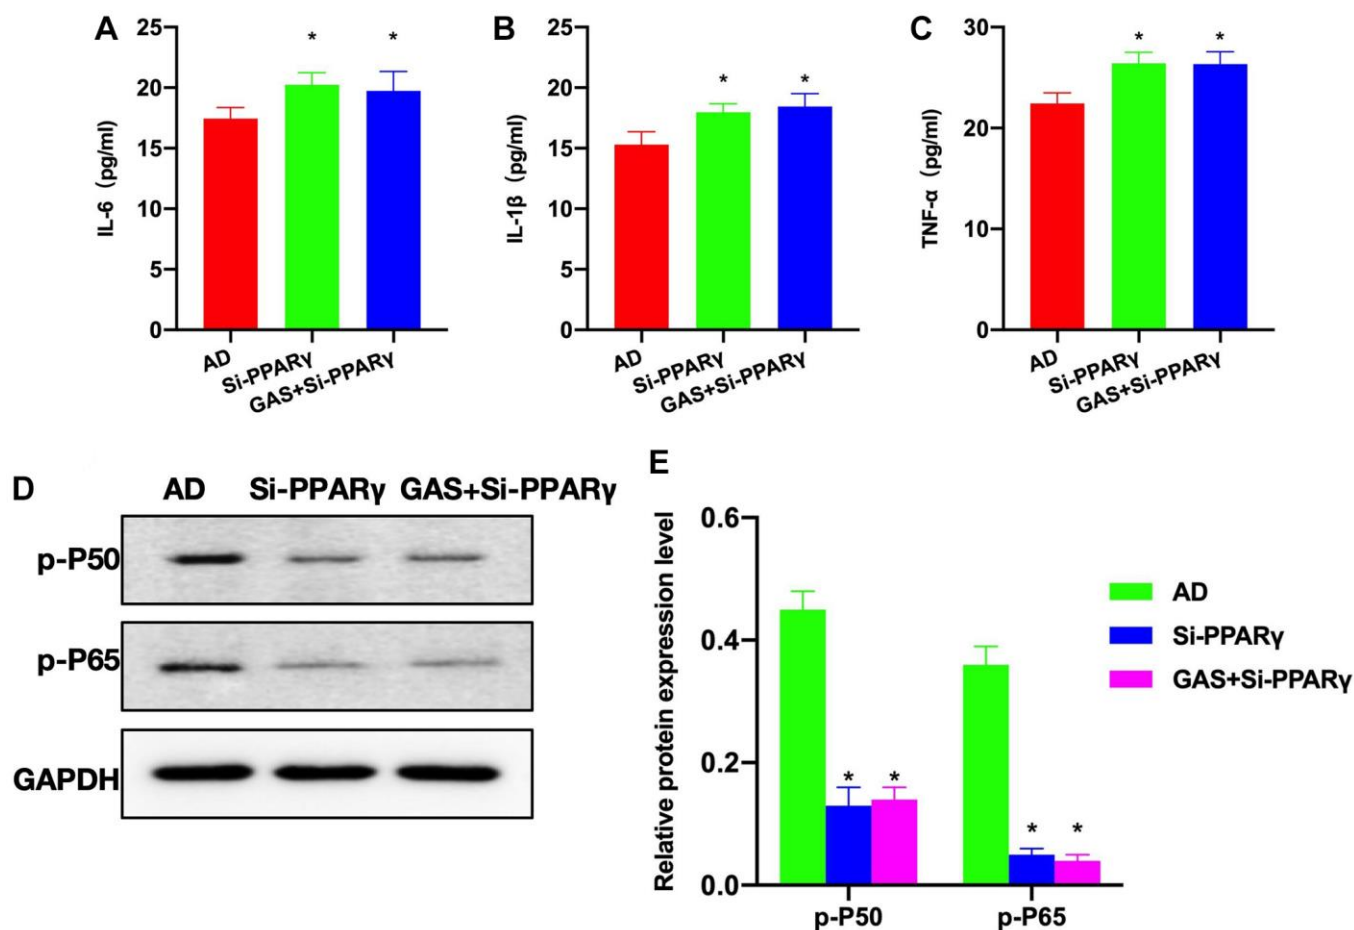 A
IL-6 (pg/ml)
25
20
15
10
5
0
*
*
AD
Si-PPARγ
GAS+Si-PPARγ
B
IL-1β (pg/ml)
25
20
15
10
5
0
*
*
AD
Si-PPARγ
GAS+Si-PPARγ
C
TNF-α (pg/ml)
30
20
10
0
*
*
AD
Si-PPARγ
GAS+Si-PPARγ
D
AD Si-PPARγ GAS+Si-PPARγ
p-P50
p-P65
GAPDH
E
Relative protein expression level
0.6
0.4
0.2
0.0
* *
* *
p-P50 p-P65
AD
Si-PPARγ
GAS+Si-PPARγ